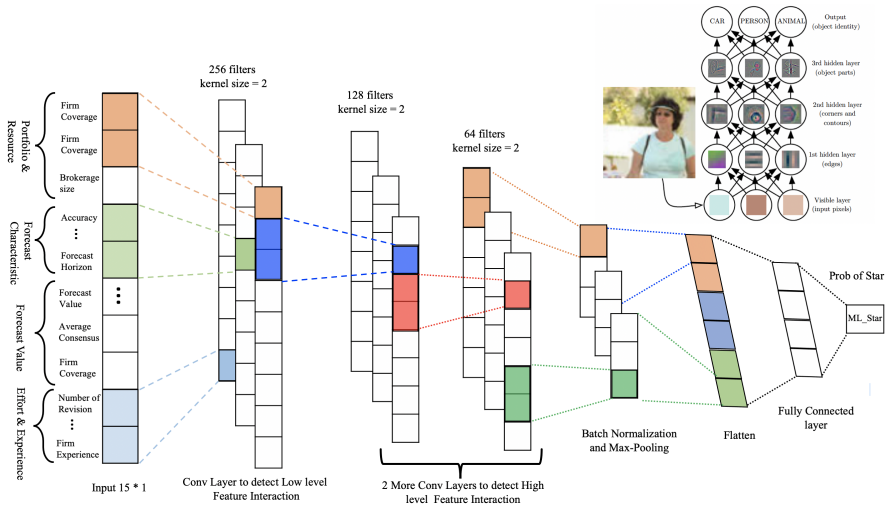 CAR PERSON ANIMAL
Output
(object identity)
3rd hidden layer
(object parts)
2nd hidden layer
(corners and
contours)
1st hidden layer
(edges)
Visible layer
(input pixels)
256 filters
kernel size = 2
128 filters
kernel size = 2
64 filters
kernel size = 2
Portfolio &
Resource
Firm
Coverage
Firm
Coverage
Brokerage
size
Forecast
Characteristic
Accuracy
...
Forecast
Horizon
Forecast Value
Forecast
Value
...
Average
Consensus
Firm
Coverage
Effort & Experience
Number of
Revision
...
Firm
Experience
Input 15 * 1
Conv Layer to detect Low level
Feature Interaction
2 More Conv Layers to detect High
level Feature Interaction
Batch Normalization
and Max-Pooling
Flatten
Fully Connected
layer
Prob of Star
ML_Star